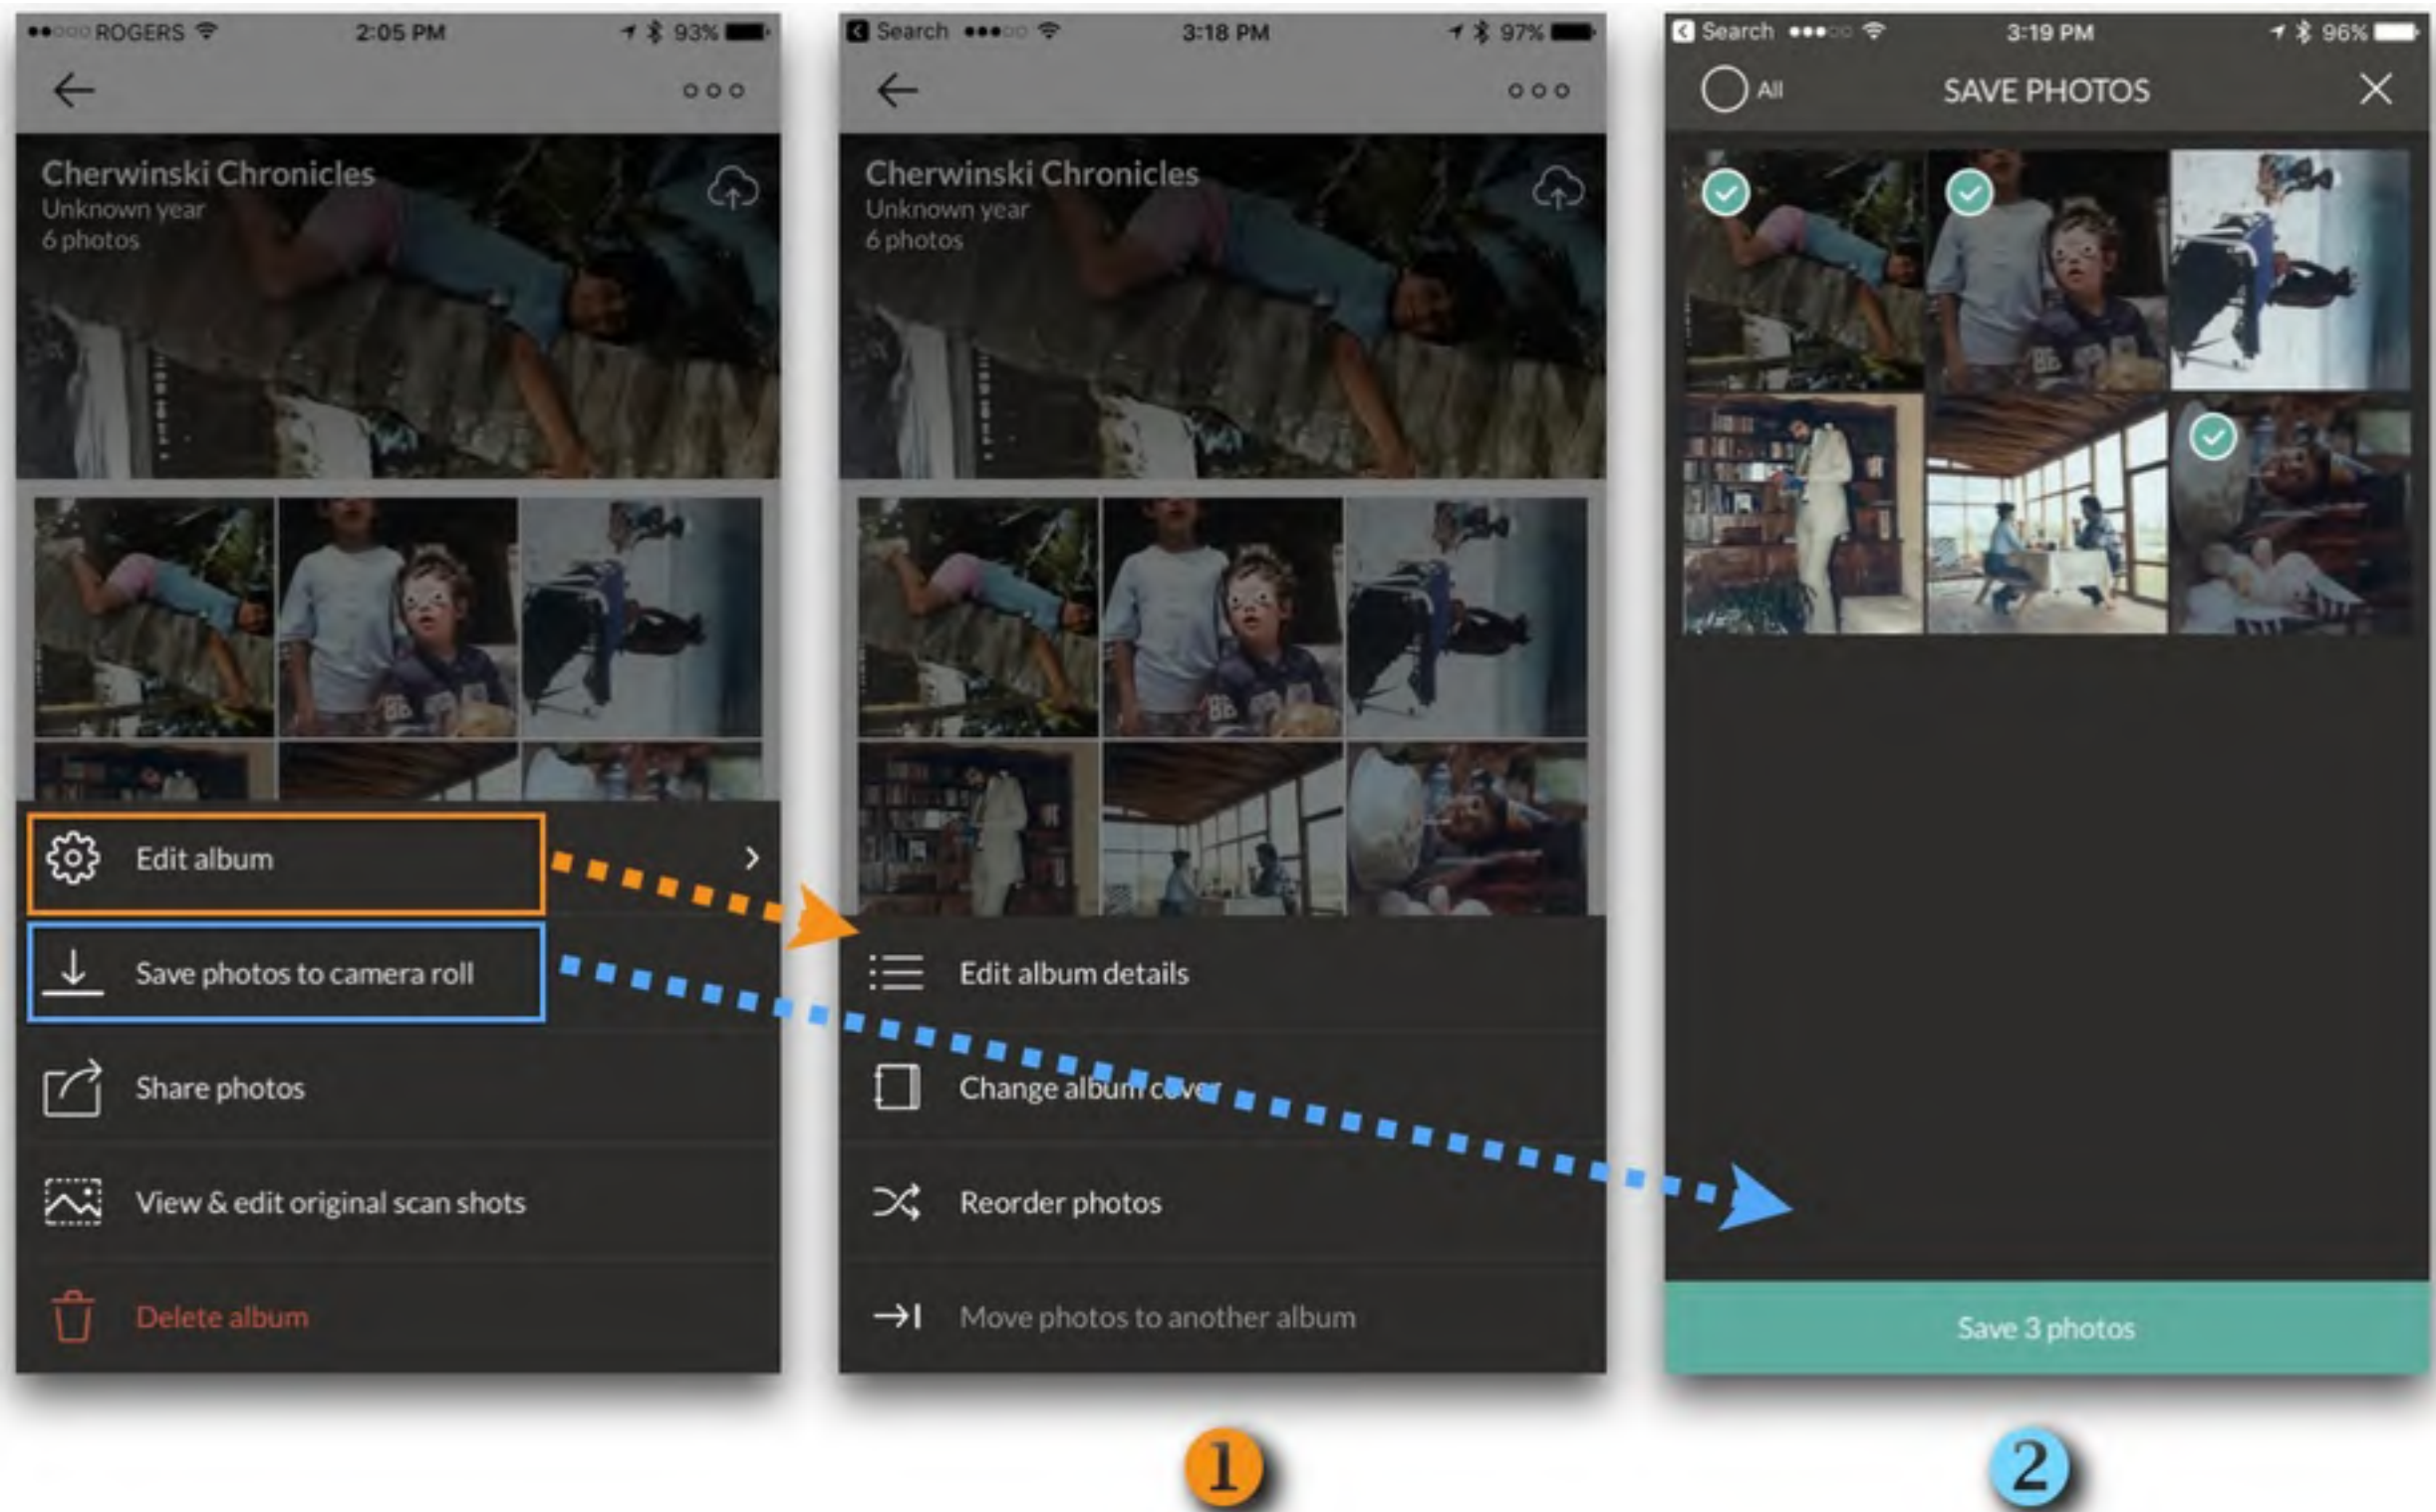 ROGERS 2:05 PM 93%
Cherwinski Chronicles
Unknown year
6 photos
Edit album
Save photos to camera roll
Share photos
View & edit original scan shots
Delete album
Search 3:18 PM 97%
Cherwinski Chronicles
Unknown year
6 photos
Edit album details
Change album cover
Reorder photos
Move photos to another album
1
Search 3:19 PM 96%
All SAVE PHOTOS
Save 3 photos
2